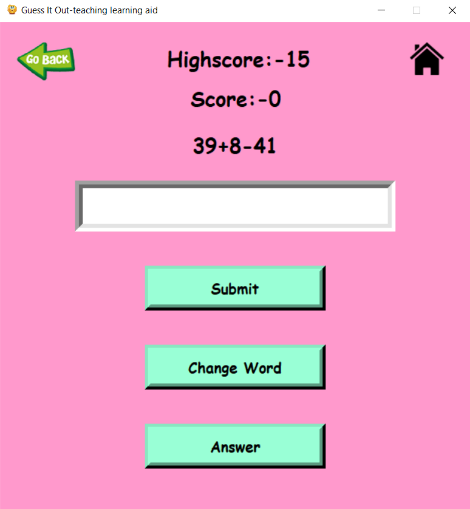 Guess It Out-teaching learning aid
GO BACK
Highscore:-15
Score:-0
39+8-41
Submit
Change Word
Answer